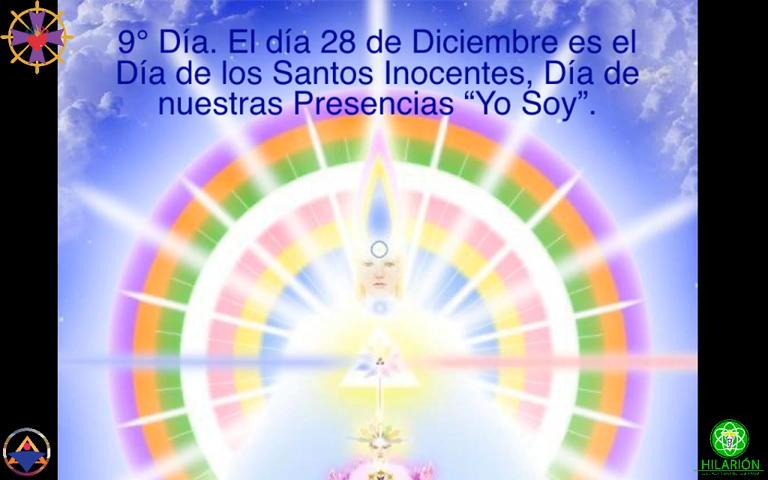 9° Día. El día 28 de Diciembre es el
Día de los Santos Inocentes, Día de
nuestras Presencias “Yo Soy”.
HILARIÓN